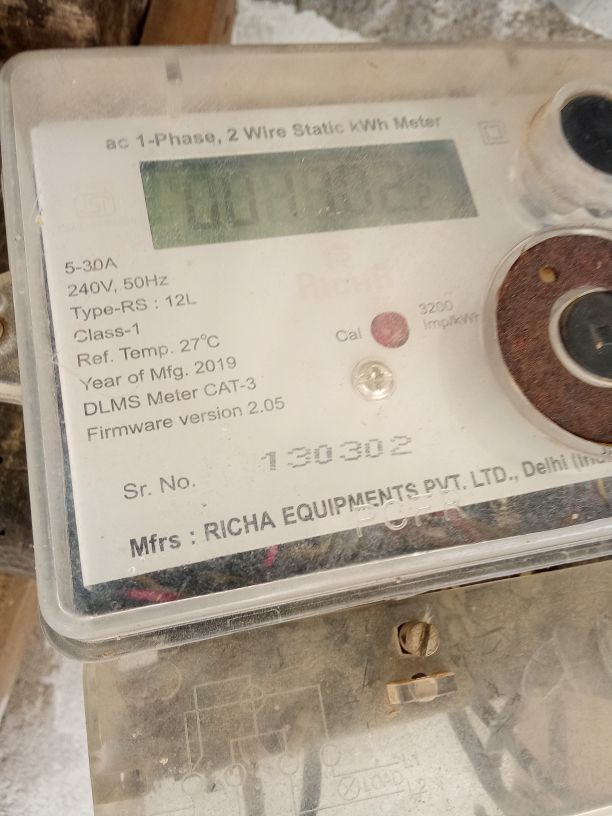 ac 1-Phase, 2 Wire Static kWh Meter
5-30A
240V, 50Hz
Type-RS : 12L
Class-1
Ref. Temp. 27°C
Year of Mfg. 2019
DLMS Meter CAT-3
Firmware version 2.05
RICHA
Cal
3200
imp/kWh
Sr. No. 130302
Mfrs : RICHA EQUIPMENTS PVT. LTD., Delhi